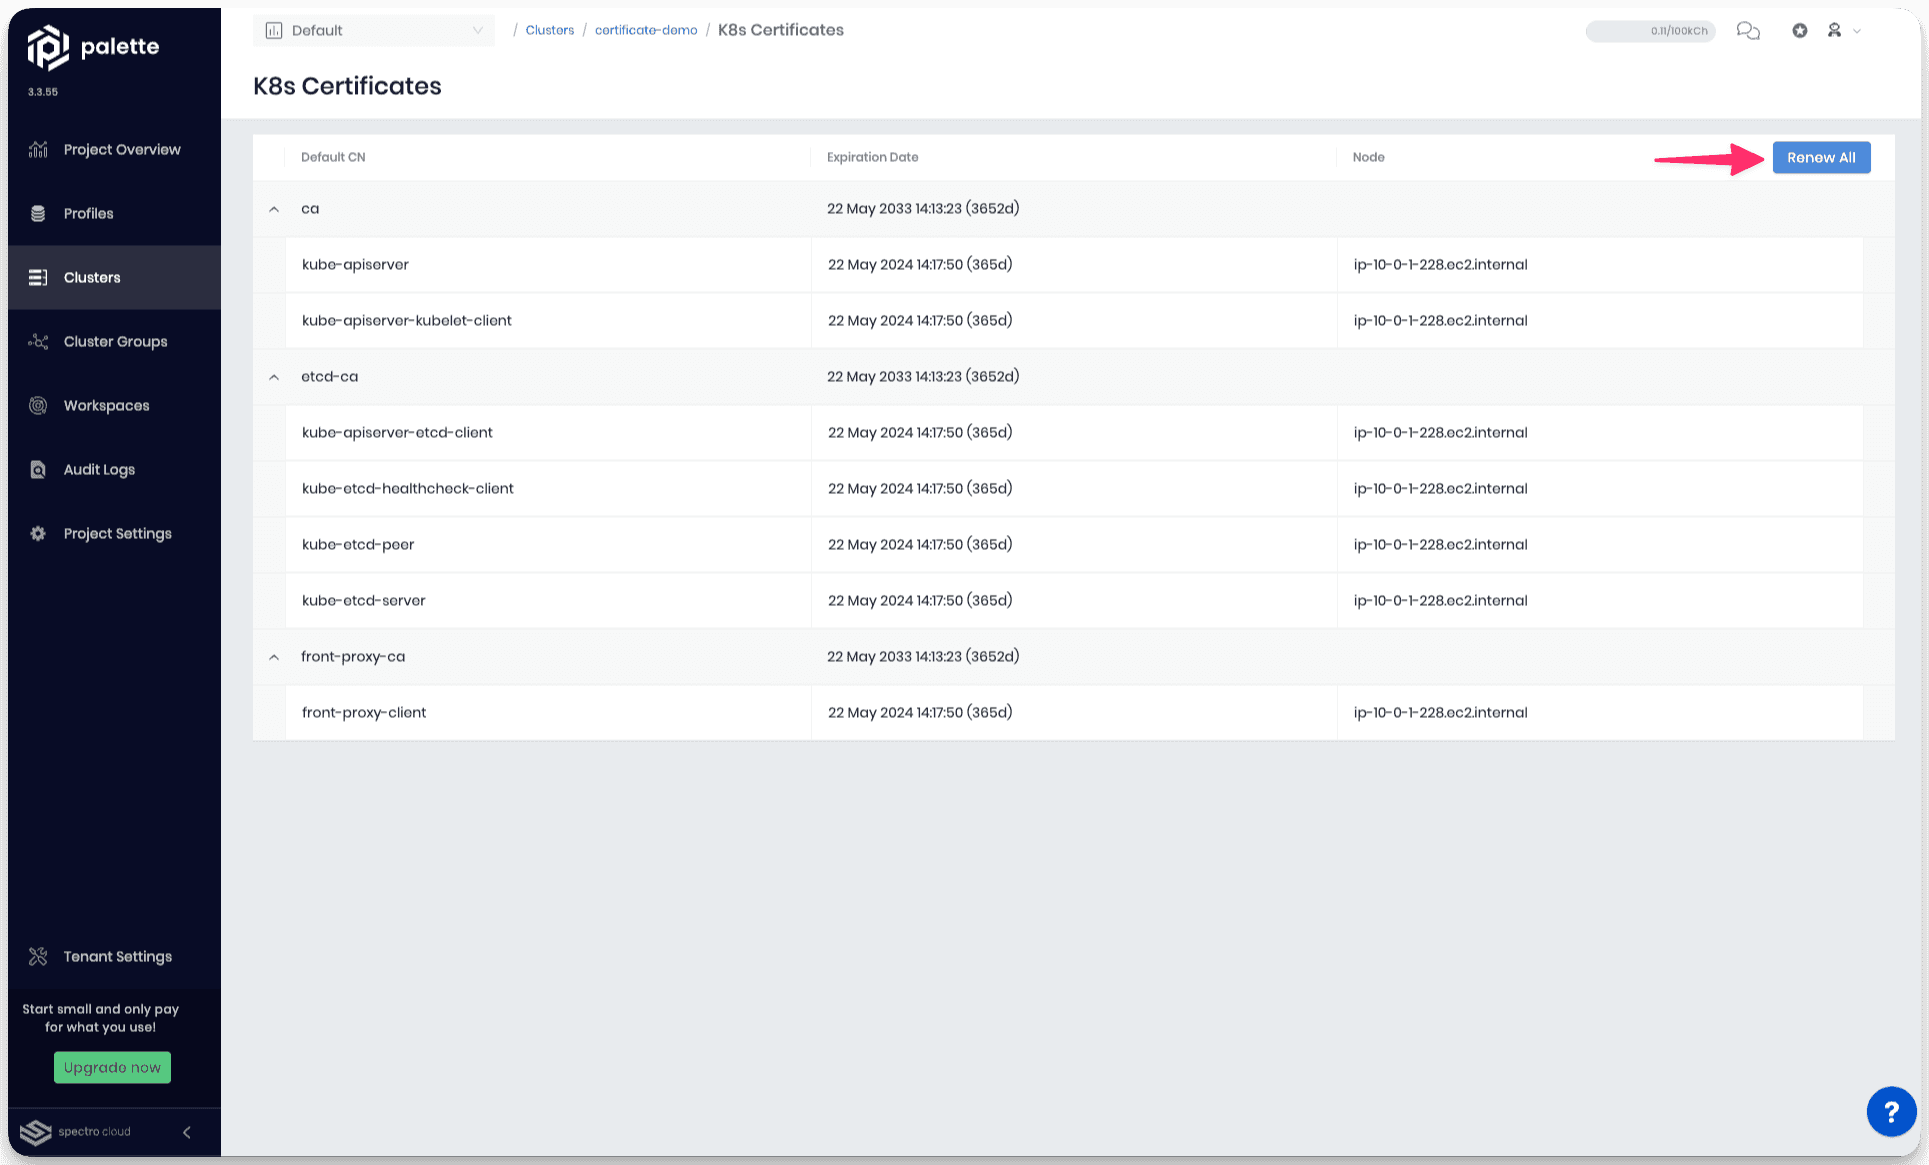 palette
3.3.55
Project Overview
Profiles
Clusters
Cluster Groups
Workspaces
Audit Logs
Project Settings
Tenant Settings
Start small and only pay
for what you use!
Upgrade now
spectro cloud
Default / Clusters / certificate-demo / K8s Certificates 0.11/100kCh
K8s Certificates
Default CN Expiration Date Node Renew All
ca 22 May 2033 14:13:23 (3652d)
kube-apiserver 22 May 2024 14:17:50 (365d) ip-10-0-1-228.ec2.internal
kube-apiserver-kubelet-client 22 May 2024 14:17:50 (365d) ip-10-0-1-228.ec2.internal
etcd-ca 22 May 2033 14:13:23 (3652d)
kube-apiserver-etcd-client 22 May 2024 14:17:50 (365d) ip-10-0-1-228.ec2.internal
kube-etcd-healthcheck-client 22 May 2024 14:17:50 (365d) ip-10-0-1-228.ec2.internal
kube-etcd-peer 22 May 2024 14:17:50 (365d) ip-10-0-1-228.ec2.internal
kube-etcd-server 22 May 2024 14:17:50 (365d) ip-10-0-1-228.ec2.internal
front-proxy-ca 22 May 2033 14:13:23 (3652d)
front-proxy-client 22 May 2024 14:17:50 (365d) ip-10-0-1-228.ec2.internal
?